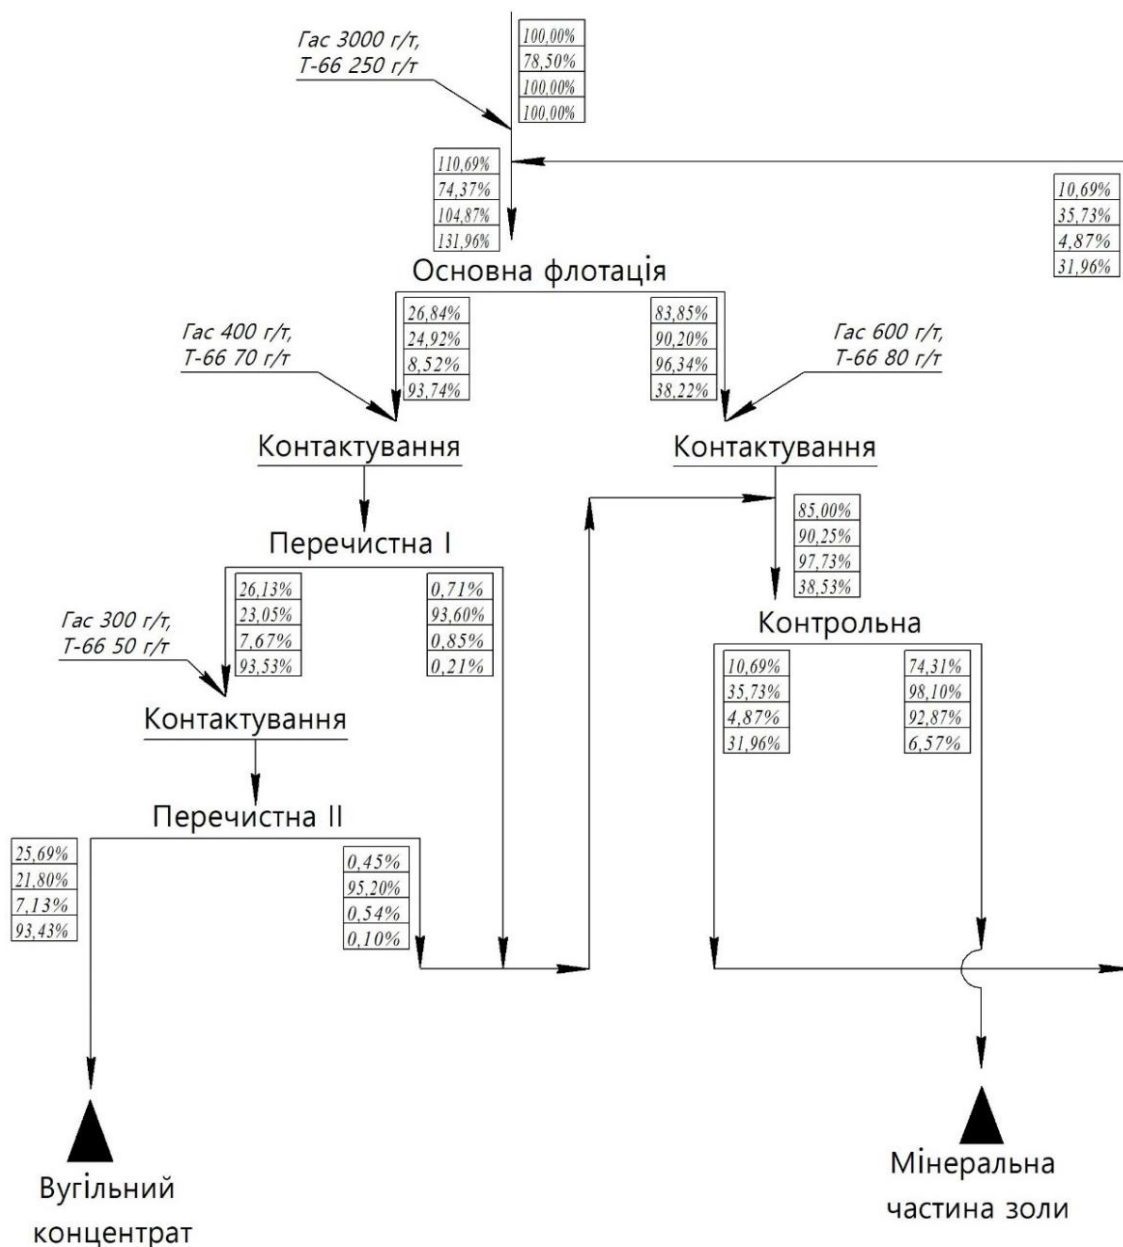 Гас 3000 г/т,
Т-66 250 г/т
100,00%
78,50%
100,00%
100,00%
110,69%
74,37%
104,87%
131,96%
10,69%
35,73%
4,87%
31,96%
Основна флотація
Гас 400 г/т,
Т-66 70 г/т
26,84%
24,92%
8,52%
93,74%
83,85%
90,20%
96,34%
38,22%
Гас 600 г/т,
Т-66 80 г/т
Контактування
Контактування
85,00%
90,25%
97,73%
38,53%
Перечистна I
Гас 300 г/т,
Т-66 50 г/т
26,13%
23,05%
7,67%
93,53%
0,71%
93,60%
0,85%
0,21%
Контрольна
10,69%
35,73%
4,87%
31,96%
74,31%
98,10%
92,87%
6,57%
Контактування
Перечистна II
25,69%
21,80%
7,13%
93,43%
0,45%
95,20%
0,54%
0,10%
Вугільний
концентрат
Мінеральна
частина золи